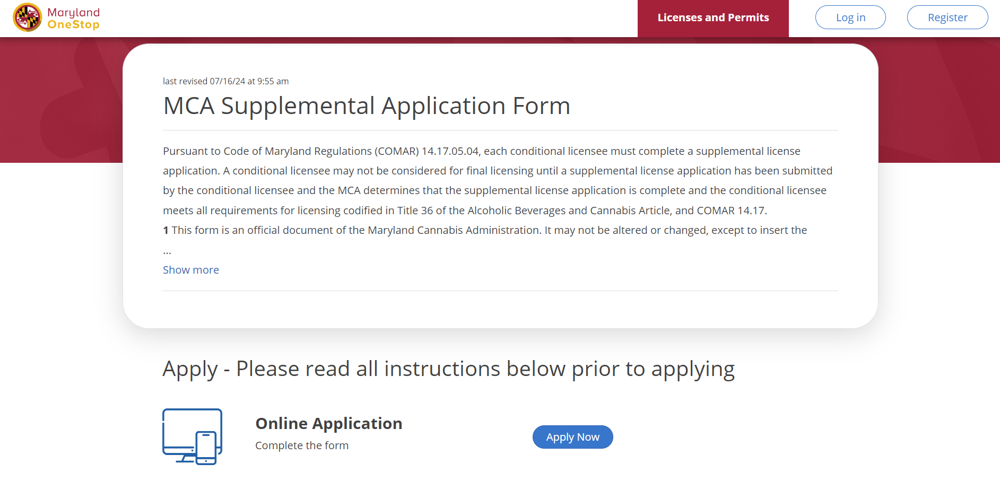 Maryland
OneStop
Licenses and Permits
Log in
Register
last revised 07/16/24 at 9:55 am
MCA Supplemental Application Form
Pursuant to Code of Maryland Regulations (COMAR) 14.17.05.04, each conditional licensee must complete a supplemental license
application. A conditional licensee may not be considered for final licensing until a supplemental license application has been submitted
by the conditional licensee and the MCA determines that the supplemental license application is complete and the conditional licensee
meets all requirements for licensing codified in Title 36 of the Alcoholic Beverages and Cannabis Article, and COMAR 14.17.
1 This form is an official document of the Maryland Cannabis Administration. It may not be altered or changed, except to insert the
...
Show more
Apply - Please read all instructions below prior to applying
Online Application
Complete the form
Apply Now